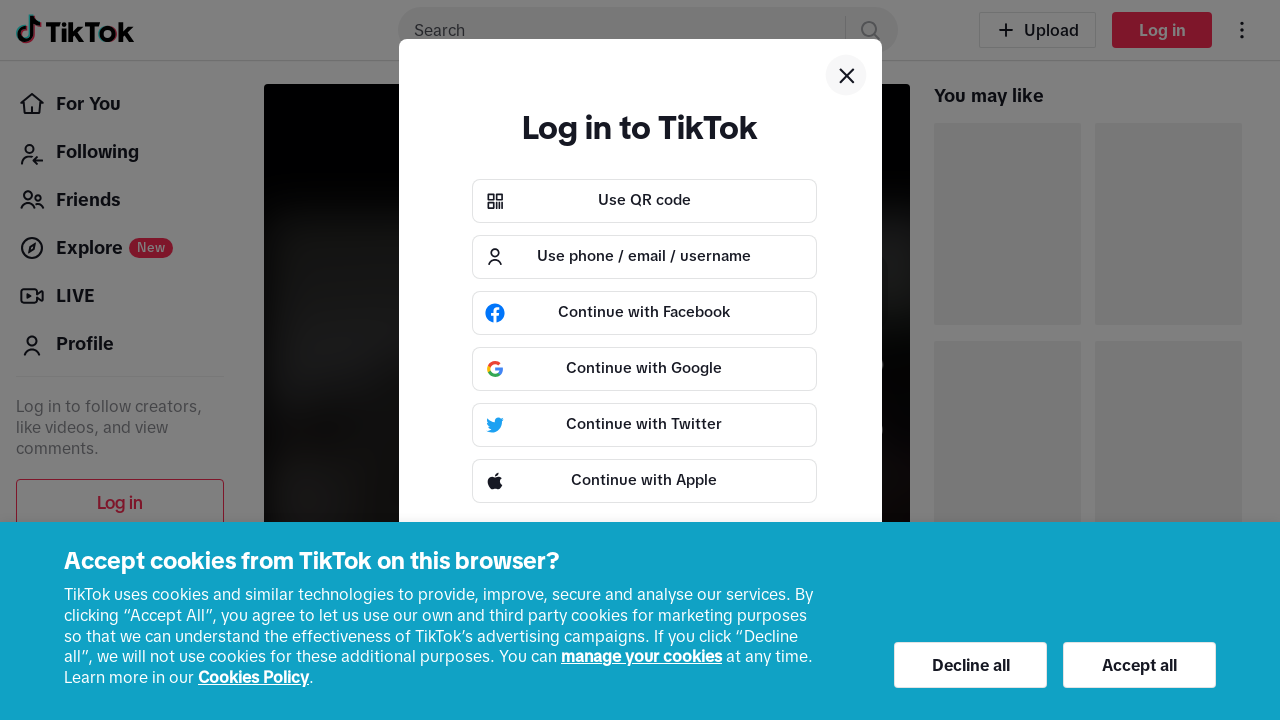 TikTok
Search
Upload
Log in
For You
Following
Friends
Explore New
LIVE
Profile
Log in to follow creators,
like videos, and view
comments.
Log in
You may like
Log in to TikTok
Use QR code
Use phone / email / username
Continue with Facebook
Continue with Google
Continue with Twitter
Continue with Apple
Accept cookies from TikTok on this browser?
TikTok uses cookies and similar technologies to provide, improve, secure and analyse our services. By
clicking “Accept All”, you agree to let us use our own and third party cookies for marketing purposes
so that we can understand the effectiveness of TikTok’s advertising campaigns. If you click “Decline
all”, we will not use cookies for these additional purposes. You can manage your cookies at any time.
Learn more in our Cookies Policy.
Decline all
Accept all